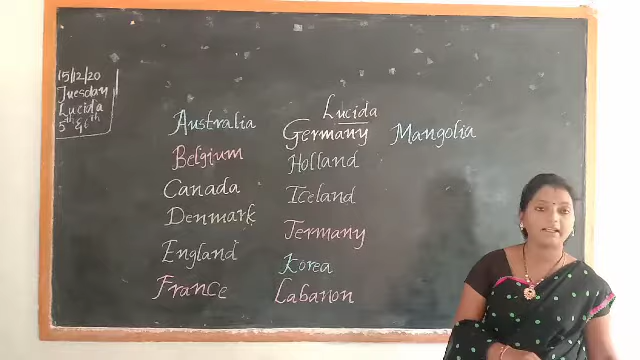 15/12/20
Tuesday
Lucida
5th & 6th
Lucida
Australia
Belgium
Canada
Denmark
England
France
Germany
Holland
Iceland
Jermany
Korea
Labanon
Mangolia